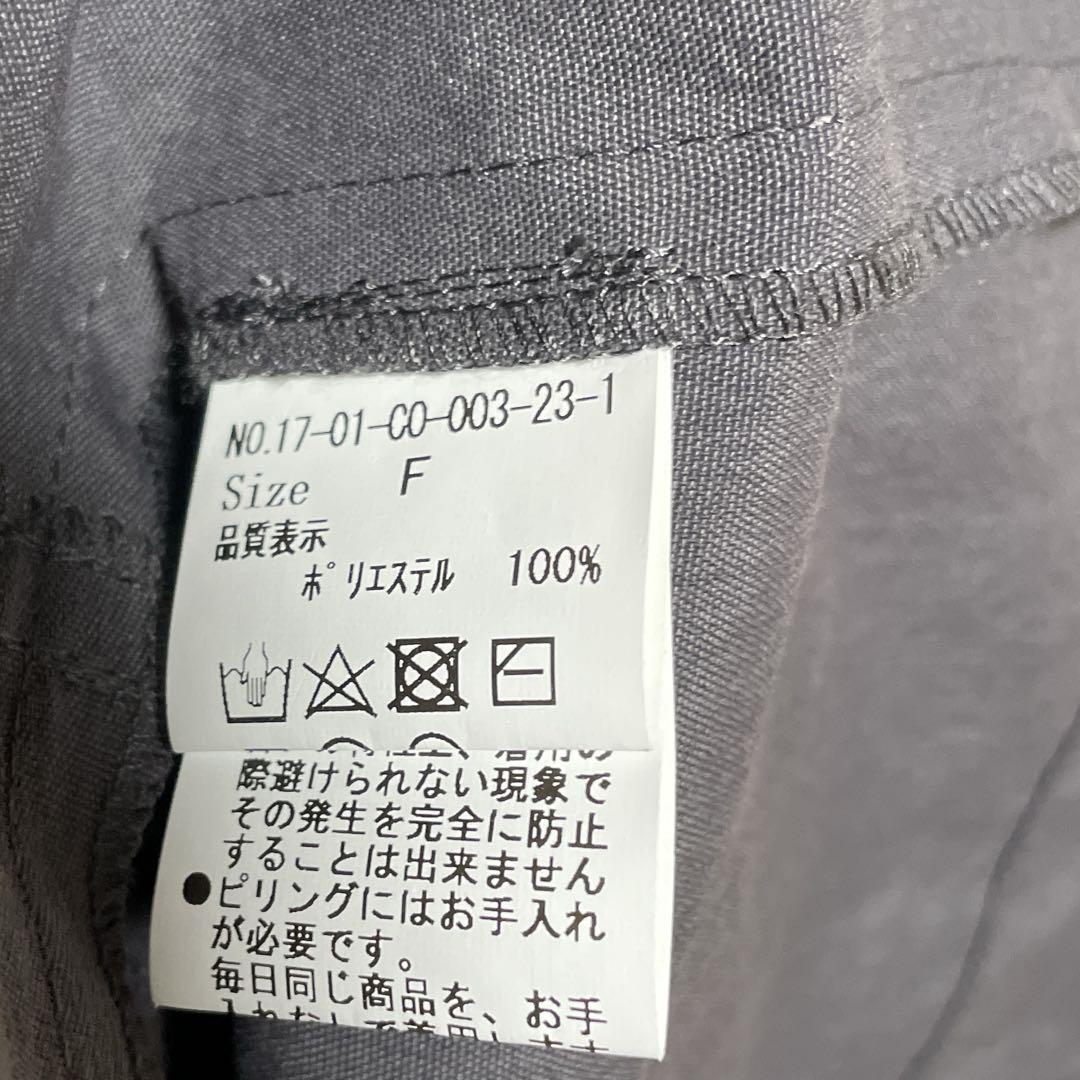 NO.17-01-CO-003-23-1
Size F
品質表示
ポリエステル 100%
際避けられない現象で
その発生を完全に防止
することは出来ません
●ピリングにはお手入れ
が必要です。
毎日同じ商品を、お手